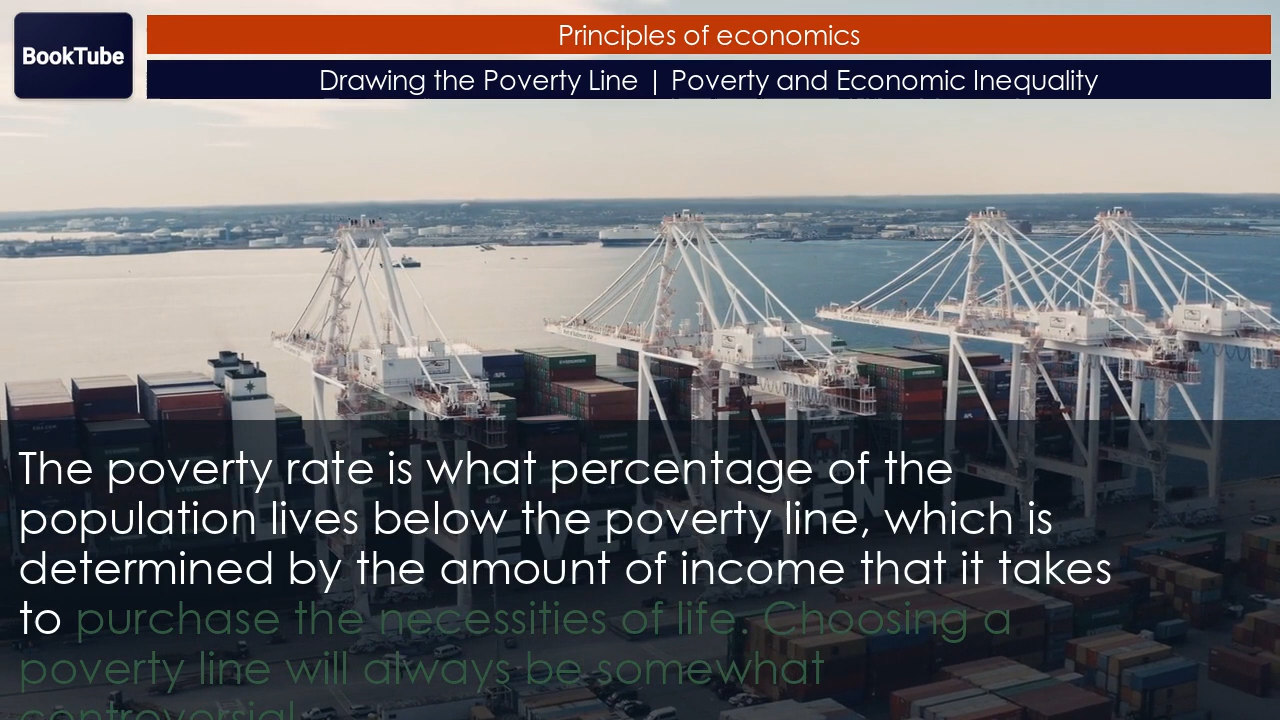 BookTube
Principles of economics
Drawing the Poverty Line | Poverty and Economic Inequality
The poverty rate is what percentage of the
population lives below the poverty line, which is
determined by the amount of income that it takes
to purchase the necessities of life. Choosing a
poverty line will always be somewhat
controversial.
EVERGREEN